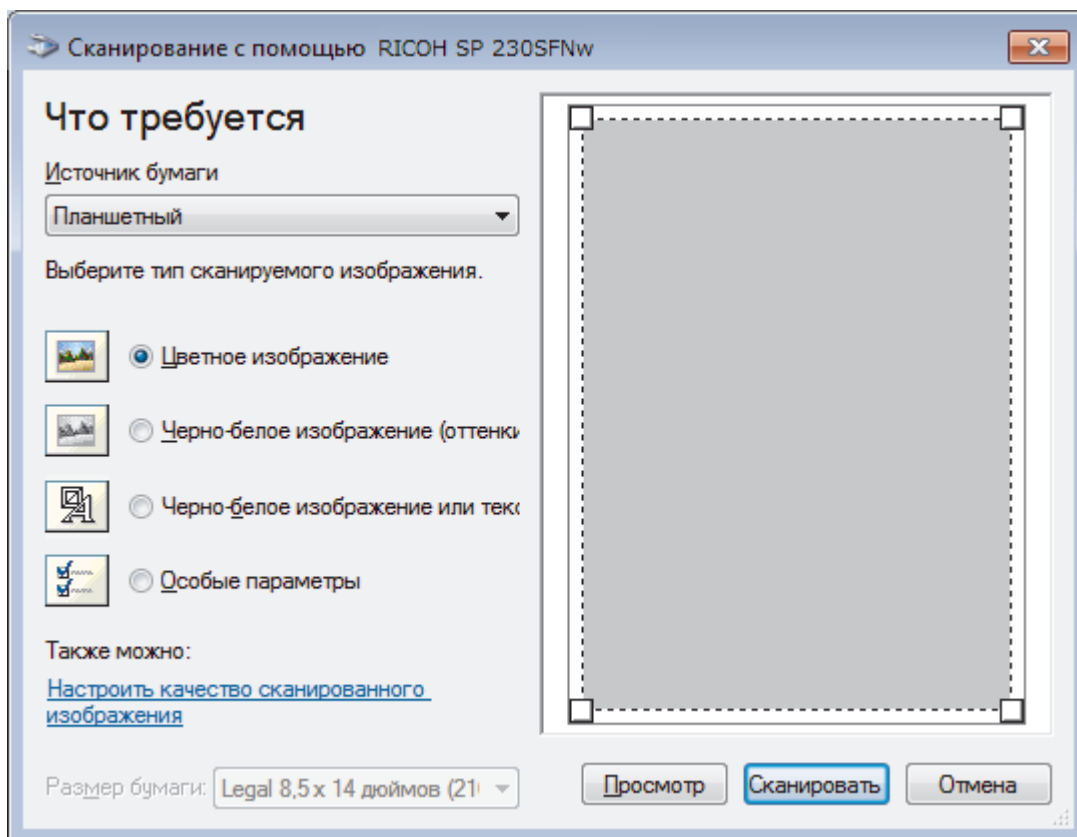 Сканирование с помощью RICOH SP 230SFNw
Что требуется
Источник бумаги
Планшетный
Выберите тип сканируемого изображения.
Цветное изображение
Черно-белое изображение (оттенки
Черно-белое изображение или текс
Особые параметры
Также можно:
Настроить качество сканированного
изображения
Размер бумаги: Legal 8,5 x 14 дюймов (21
Просмотр Сканировать Отмена